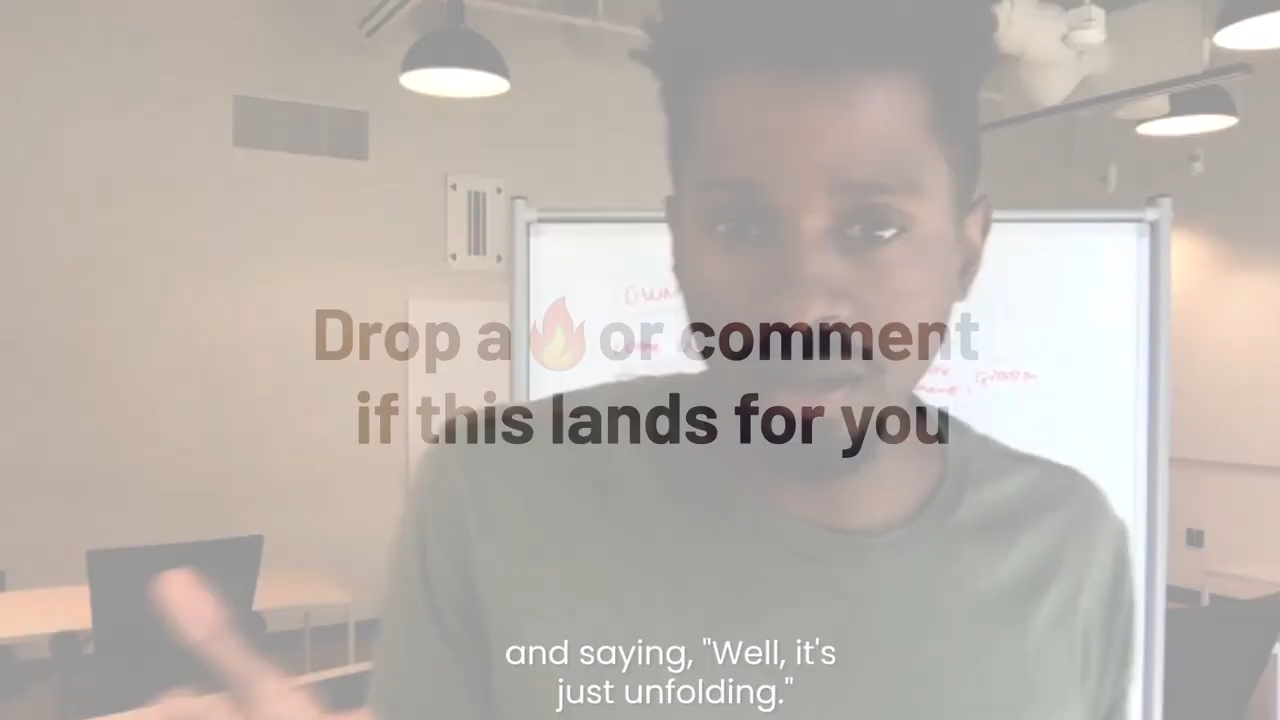 Drop a 🔥 or comment
if this lands for you
and saying, "Well, it's
just unfolding."